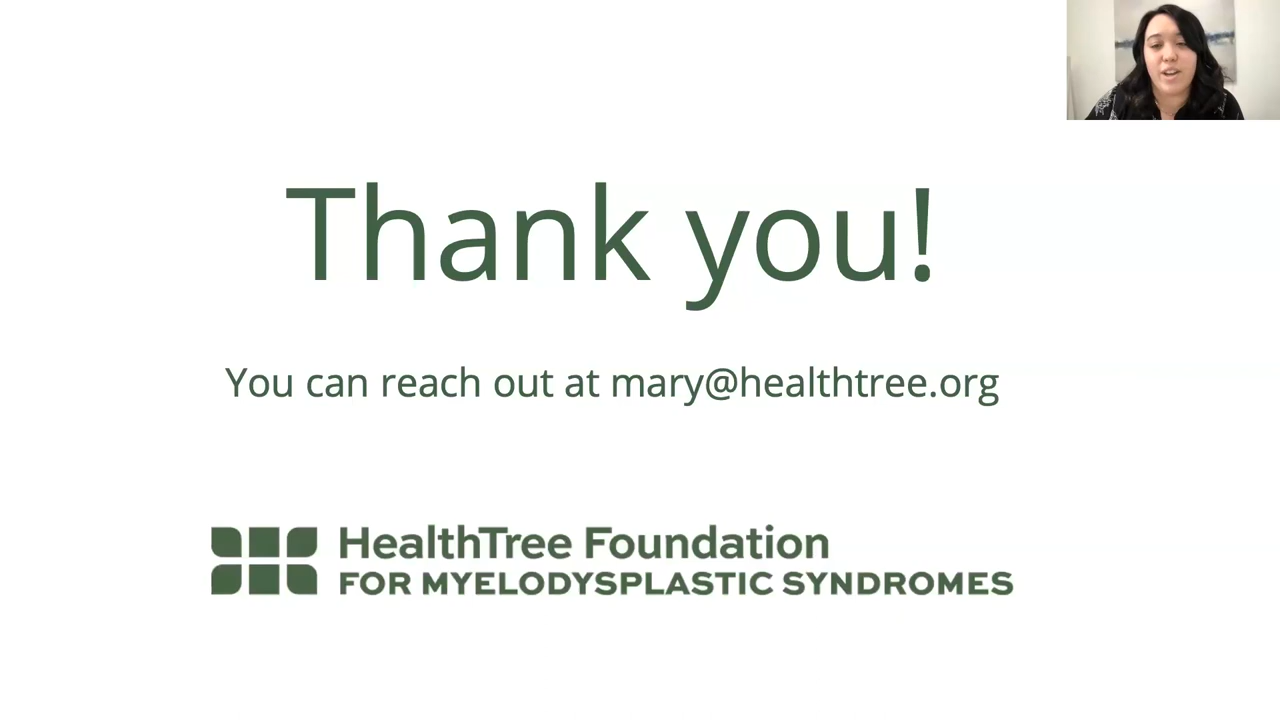 Thank you!
You can reach out at mary@healthtree.org
HealthTree Foundation
FOR MYELODYSPLASTIC SYNDROMES